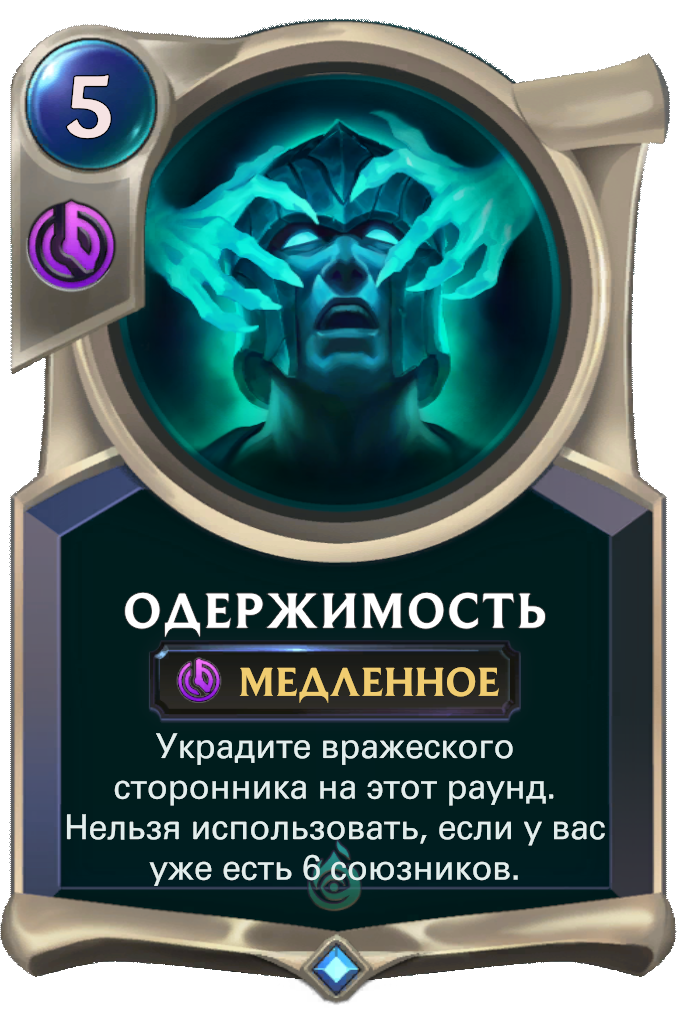 5
ОДЕРЖИМОСТЬ
МЕДЛЕННОЕ
Украдите вражеского
сторонника на этот раунд.
Нельзя использовать, если у вас
уже есть 6 союзников.